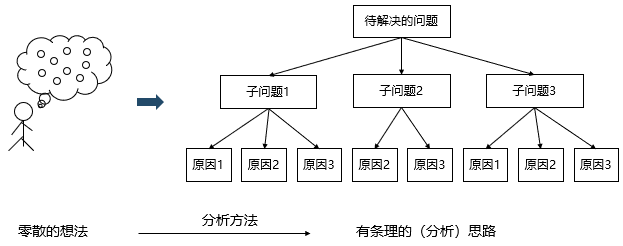 待解决的问题
子问题1
子问题2
子问题3
原因1
原因2
原因3
原因2
原因3
原因1
原因2
原因3
零散的想法
分析方法
有条理的（分析）思路